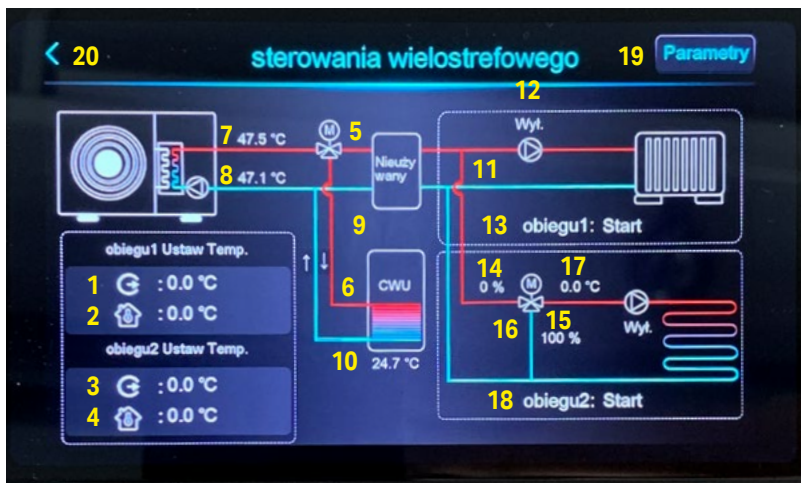 20 sterowania wielostrefowego 19 Parametry
12
Wył.
7 47.5 °C
M 5
8 47.1 °C
Nieuży
wany
11
9
13 obiegu1: Start
obiegu1 Ustaw Temp.
1 : 0.0 °C
2 : 0.0 °C
obiegu2 Ustaw Temp.
3 : 0.0 °C
4 : 0.0 °C
↑ ↓
6 CWU
10 24.7 °C
14 17
0 % M 0.0 °C
16 15
100 %
Wył.
18 obiegu2: Start